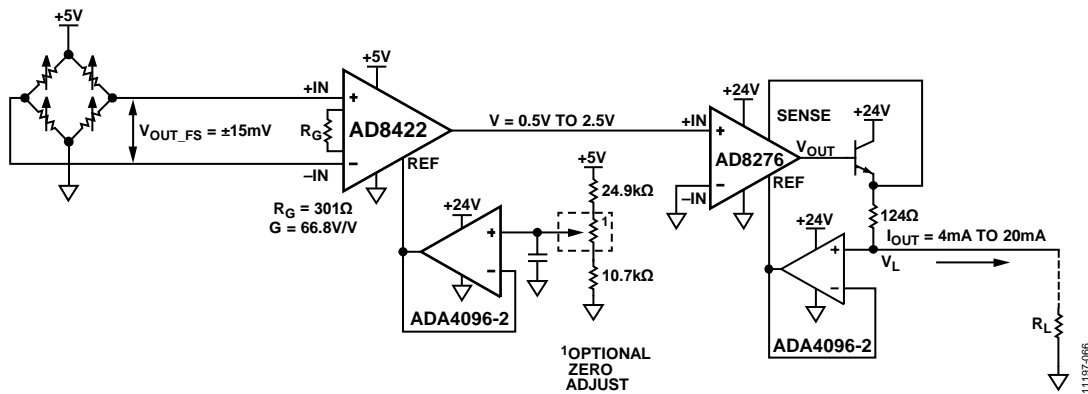 +5V
V_OUT_FS = ±15mV
+IN
R_G
−IN
+5V
+
AD8422
−
REF
R_G = 301Ω
G = 66.8V/V
V = 0.5V TO 2.5V
+24V
+
−
ADA4096-2
+5V
24.9kΩ
1
10.7kΩ
1OPTIONAL
ZERO
ADJUST
+IN
−IN
+24V
+
AD8276
−
SENSE
V_OUT
REF
+24V
124Ω
I_OUT = 4mA TO 20mA
V_L
+24V
+
−
ADA4096-2
R_L
11197-066